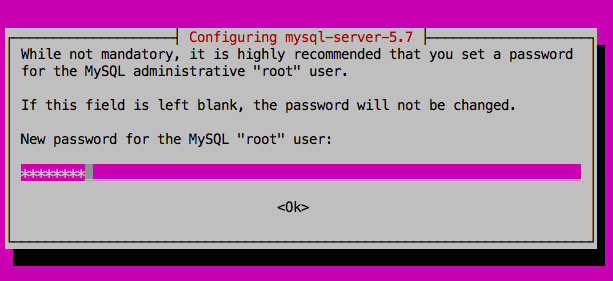 Configuring mysql-server-5.7
While not mandatory, it is highly recommended that you set a password
for the MySQL administrative "root" user.
If this field is left blank, the password will not be changed.
New password for the MySQL "root" user:
********
<Ok>